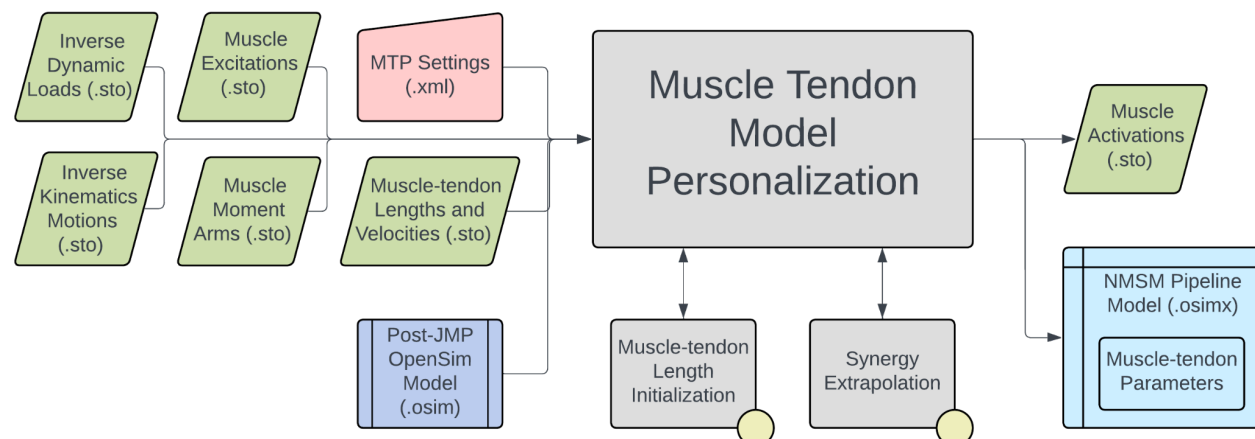 Inverse
Dynamic
Loads (.sto)
Muscle
Excitations
(.sto)
MTP Settings
(.xml)
Muscle Tendon
Model
Personalization
Muscle
Activations
(.sto)
Inverse
Kinematics
Motions
(.sto)
Muscle
Moment
Arms (.sto)
Muscle-tendon
Lengths and
Velocities (.sto)
Post-JMP
OpenSim
Model
(.osim)
Muscle-tendon
Length
Initialization
Synergy
Extrapolation
NMSM Pipeline
Model (.osimx)
Muscle-tendon
Parameters